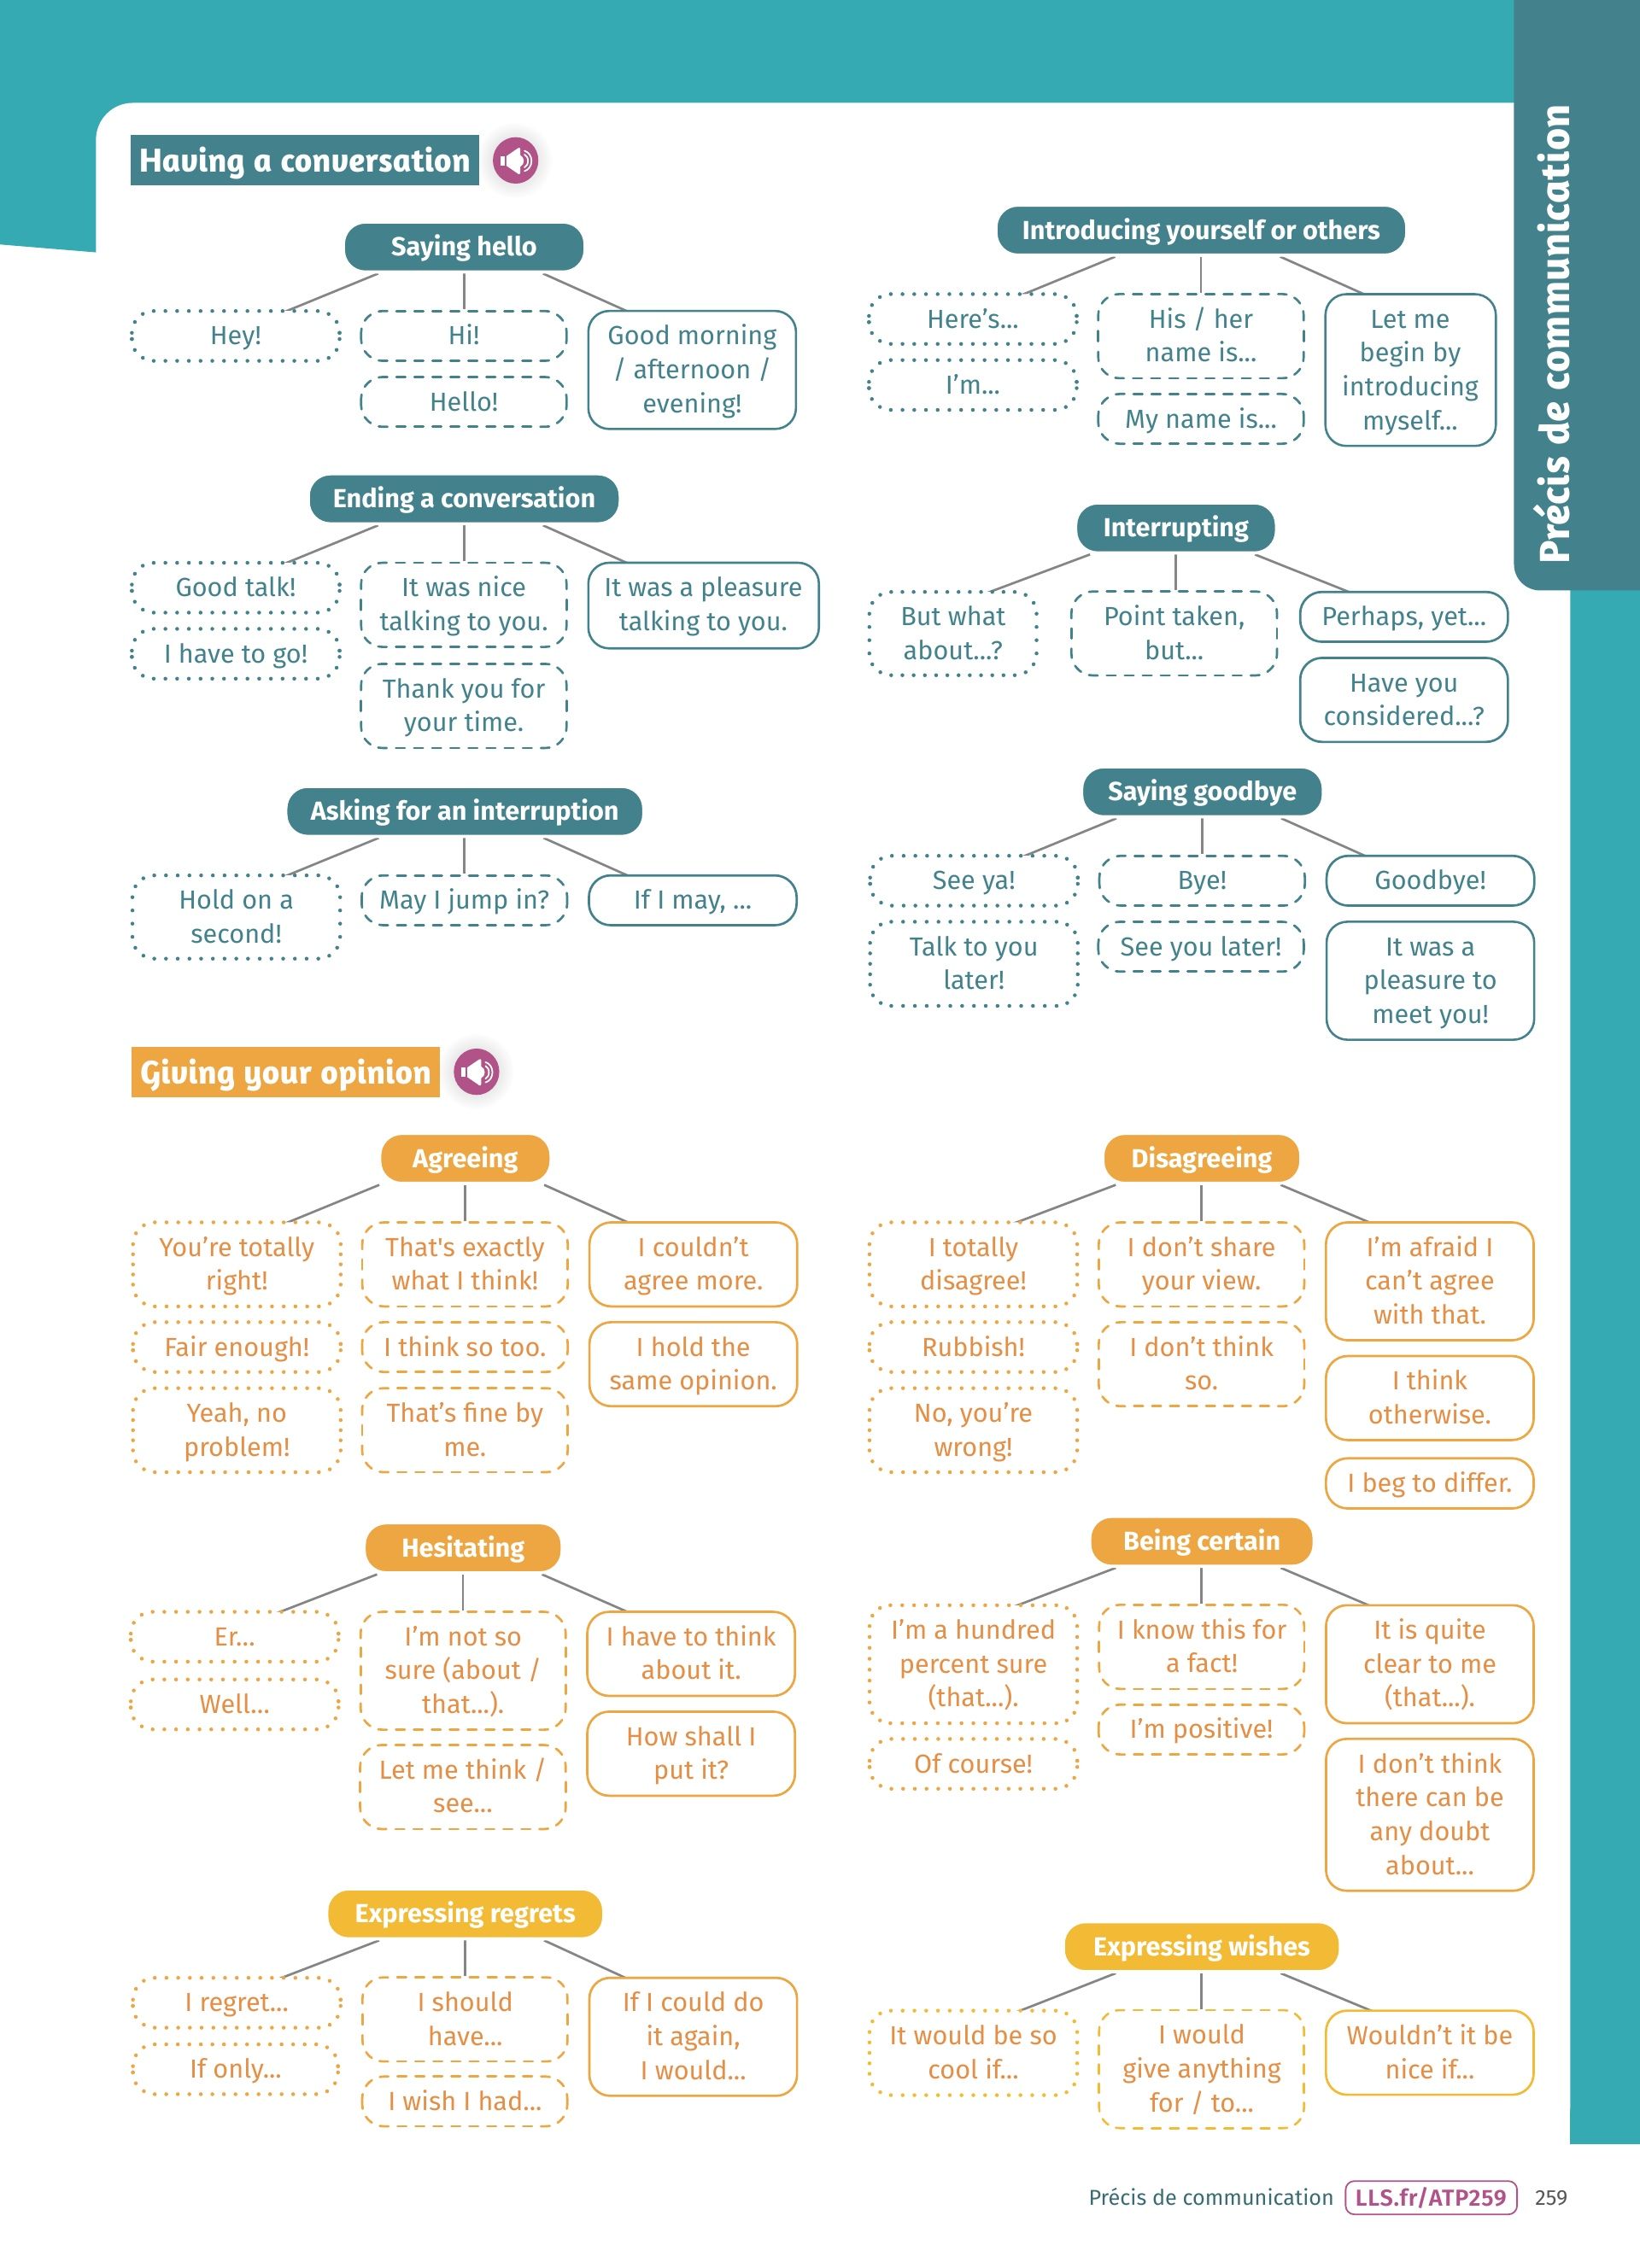 Précis de communication
Having a conversation
Saying hello
Hey!
Hi!
Hello!
Good morning
/ afternoon /
evening!
Introducing yourself or others
Here's...
I'm...
His / her
name is...
My name is...
Let me
begin by
introducing
myself...
Ending a conversation
Good talk!
I have to go!
It was nice
talking to you.
Thank you for
your time.
It was a pleasure
talking to you.
Interrupting
But what
about...?
Point taken,
but...
Perhaps, yet...
Have you
considered...?
Asking for an interruption
Hold on a
second!
May I jump in?
If I may, ...
Saying goodbye
See ya!
Talk to you
later!
Bye!
See you later!
Goodbye!
It was a
pleasure to
meet you!
Giving your opinion
Agreeing
You're totally
right!
Fair enough!
Yeah, no
problem!
That's exactly
what I think!
I think so too.
That's fine by
me.
I couldn't
agree more.
I hold the
same opinion.
Disagreeing
I totally
disagree!
Rubbish!
No, you're
wrong!
I don't share
your view.
I don't think
so.
I'm afraid I
can't agree
with that.
I think
otherwise.
I beg to differ.
Hesitating
Er...
Well...
I'm not so
sure (about /
that...).
Let me think /
see...
I have to think
about it.
How shall I
put it?
Being certain
I'm a hundred
percent sure
(that...).
Of course!
I know this for
a fact!
I'm positive!
It is quite
clear to me
(that...).
I don't think
there can be
any doubt
about...
Expressing regrets
I regret...
If only...
I should
have...
I wish I had...
If I could do
it again,
I would...
Expressing wishes
It would be so
cool if...
I would
give anything
for / to...
Wouldn't it be
nice if...
Précis de communication LLS.fr/ATP259 259